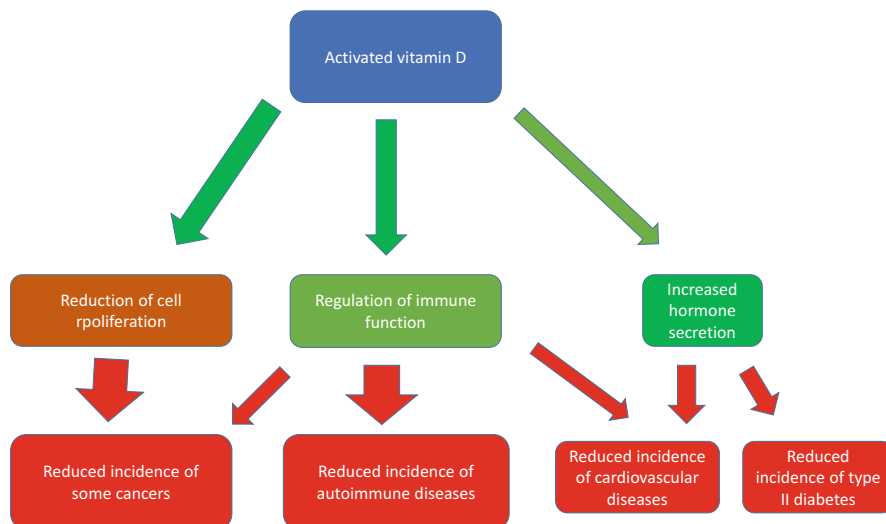 Activated vitamin D
Reduction of cell
rpoliferation
Regulation of immune
function
Increased
hormone
secretion
Reduced incidence of
some cancers
Reduced incidence of
autoimmune diseases
Reduced incidence
of cardiovascular
diseases
Reduced
incidence of type
II diabetes